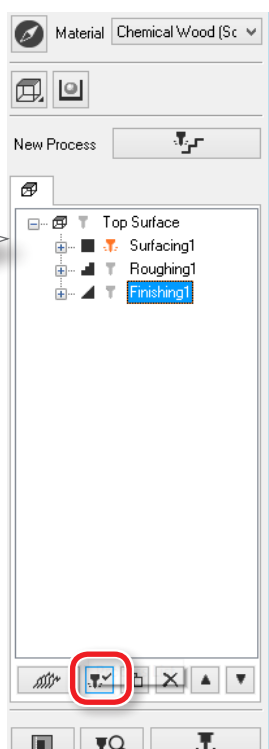 Material Chemical Wood (Sc
New Process
Top Surface
Surfacing1
Roughing1
Finishing1